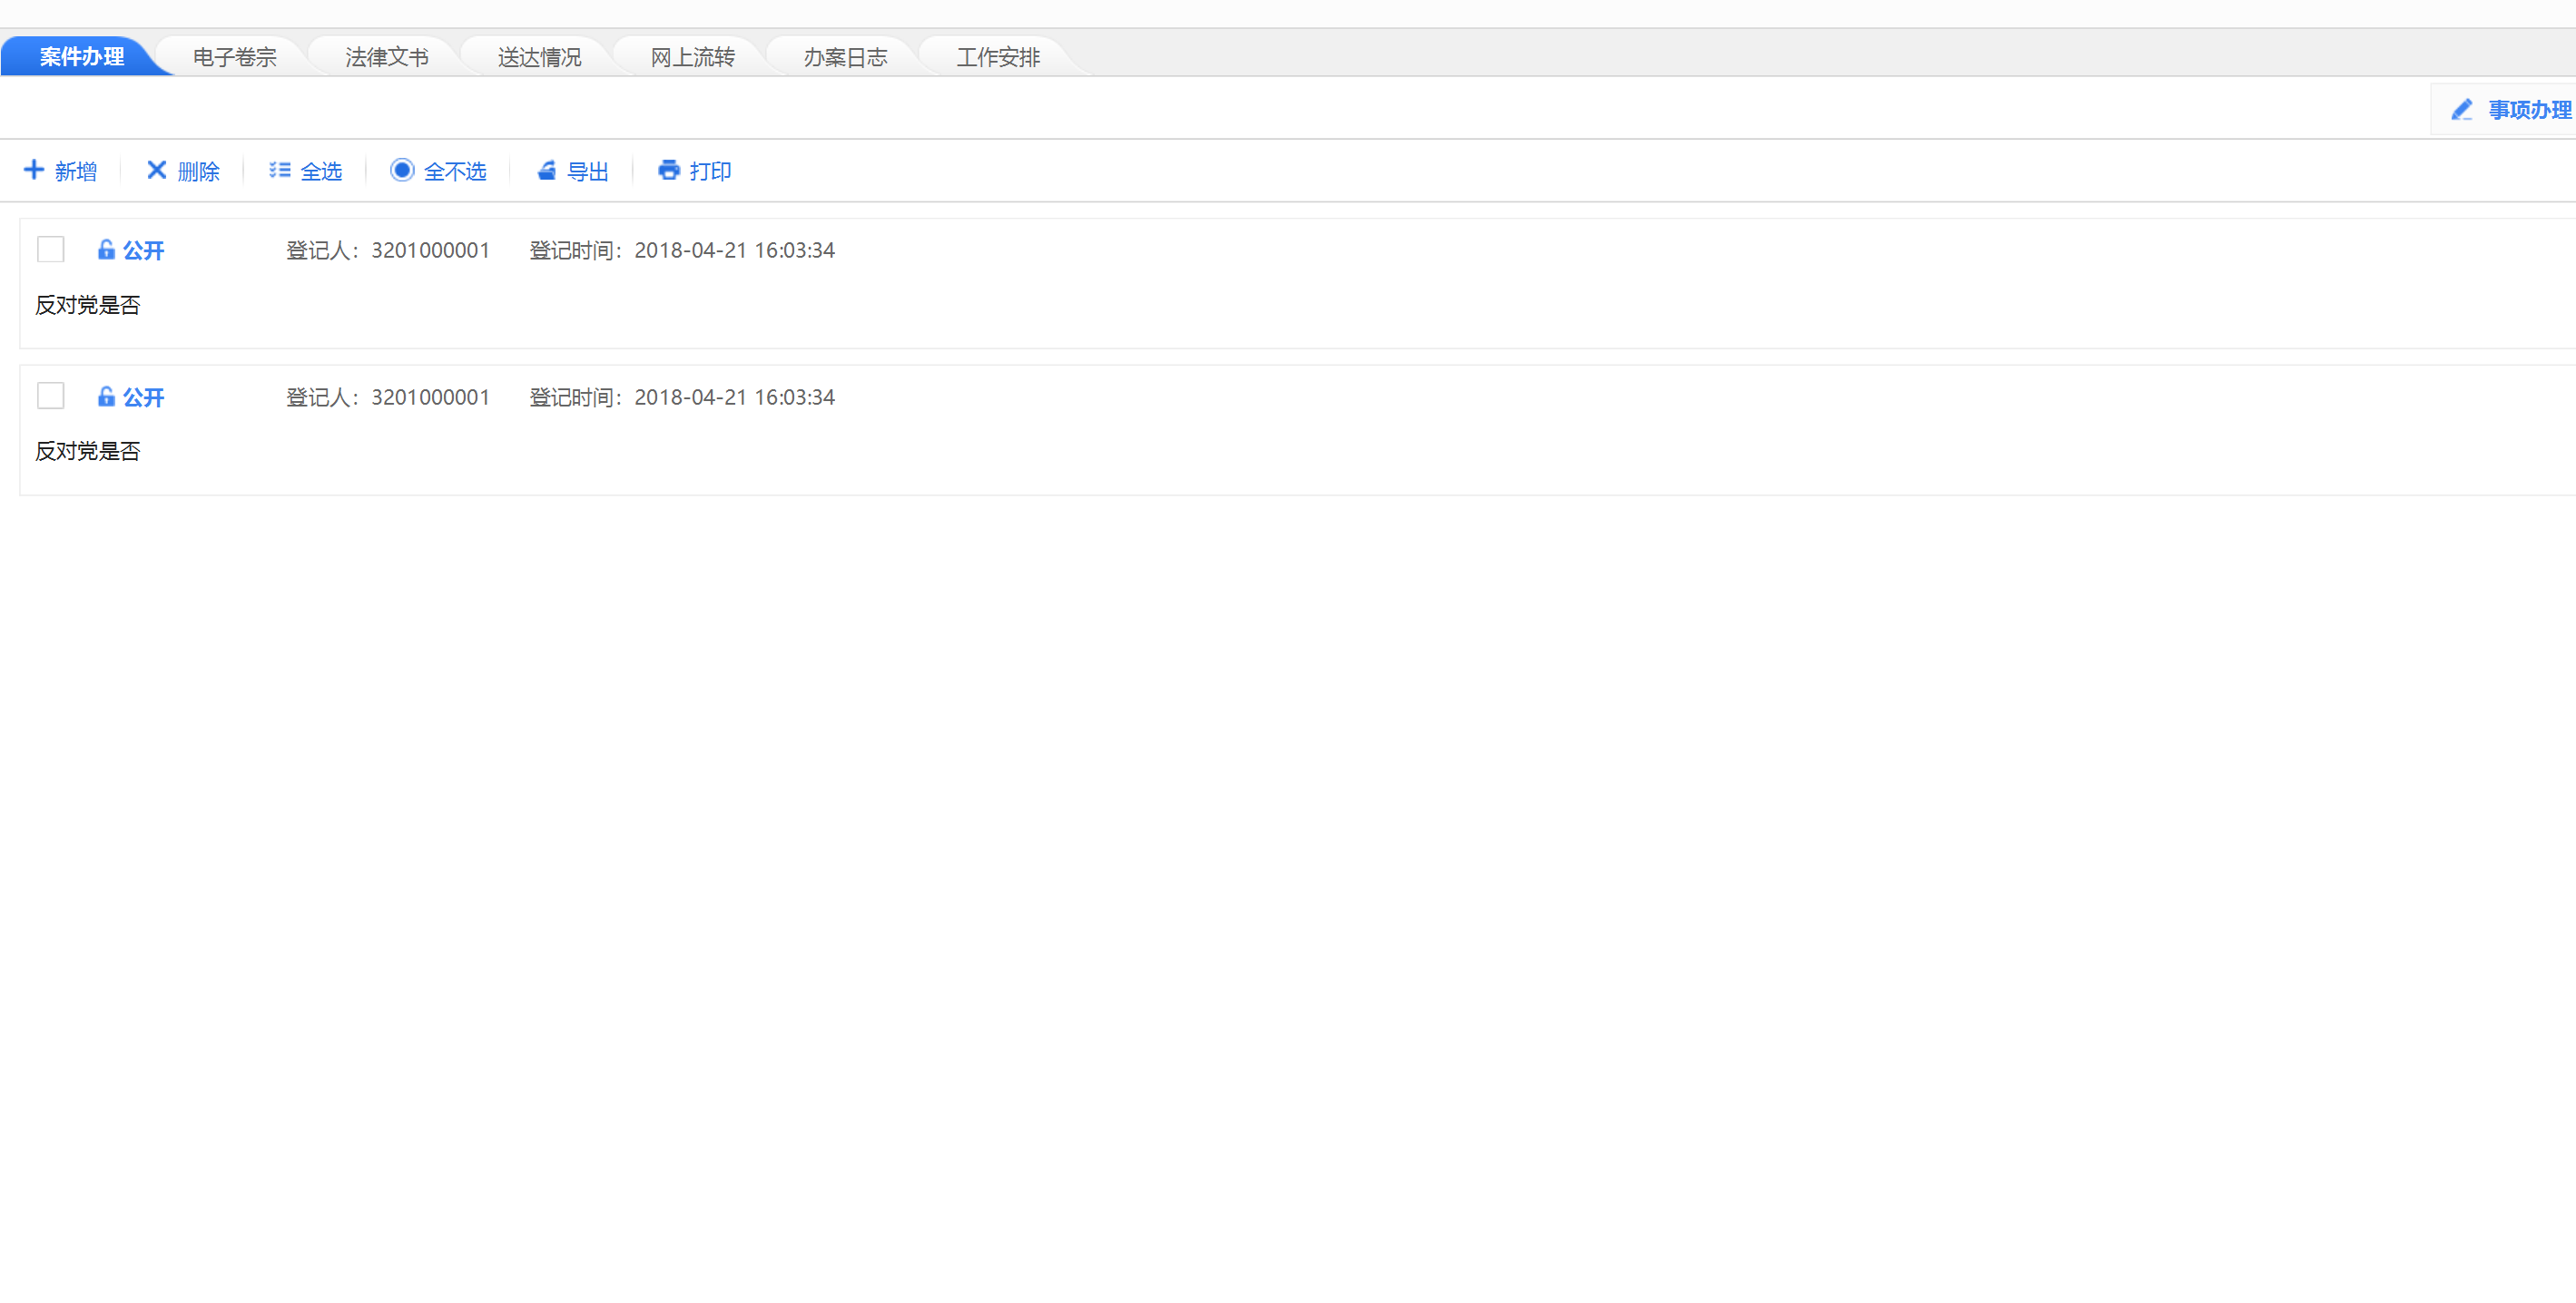 案件办理 电子卷宗 法律文书 送达情况 网上流转 办案日志 工作安排
事项办理
新增 删除 全选 全不选 导出 打印
公开 登记人：3201000001 登记时间：2018-04-21 16:03:34
反对党是否
公开 登记人：3201000001 登记时间：2018-04-21 16:03:34
反对党是否